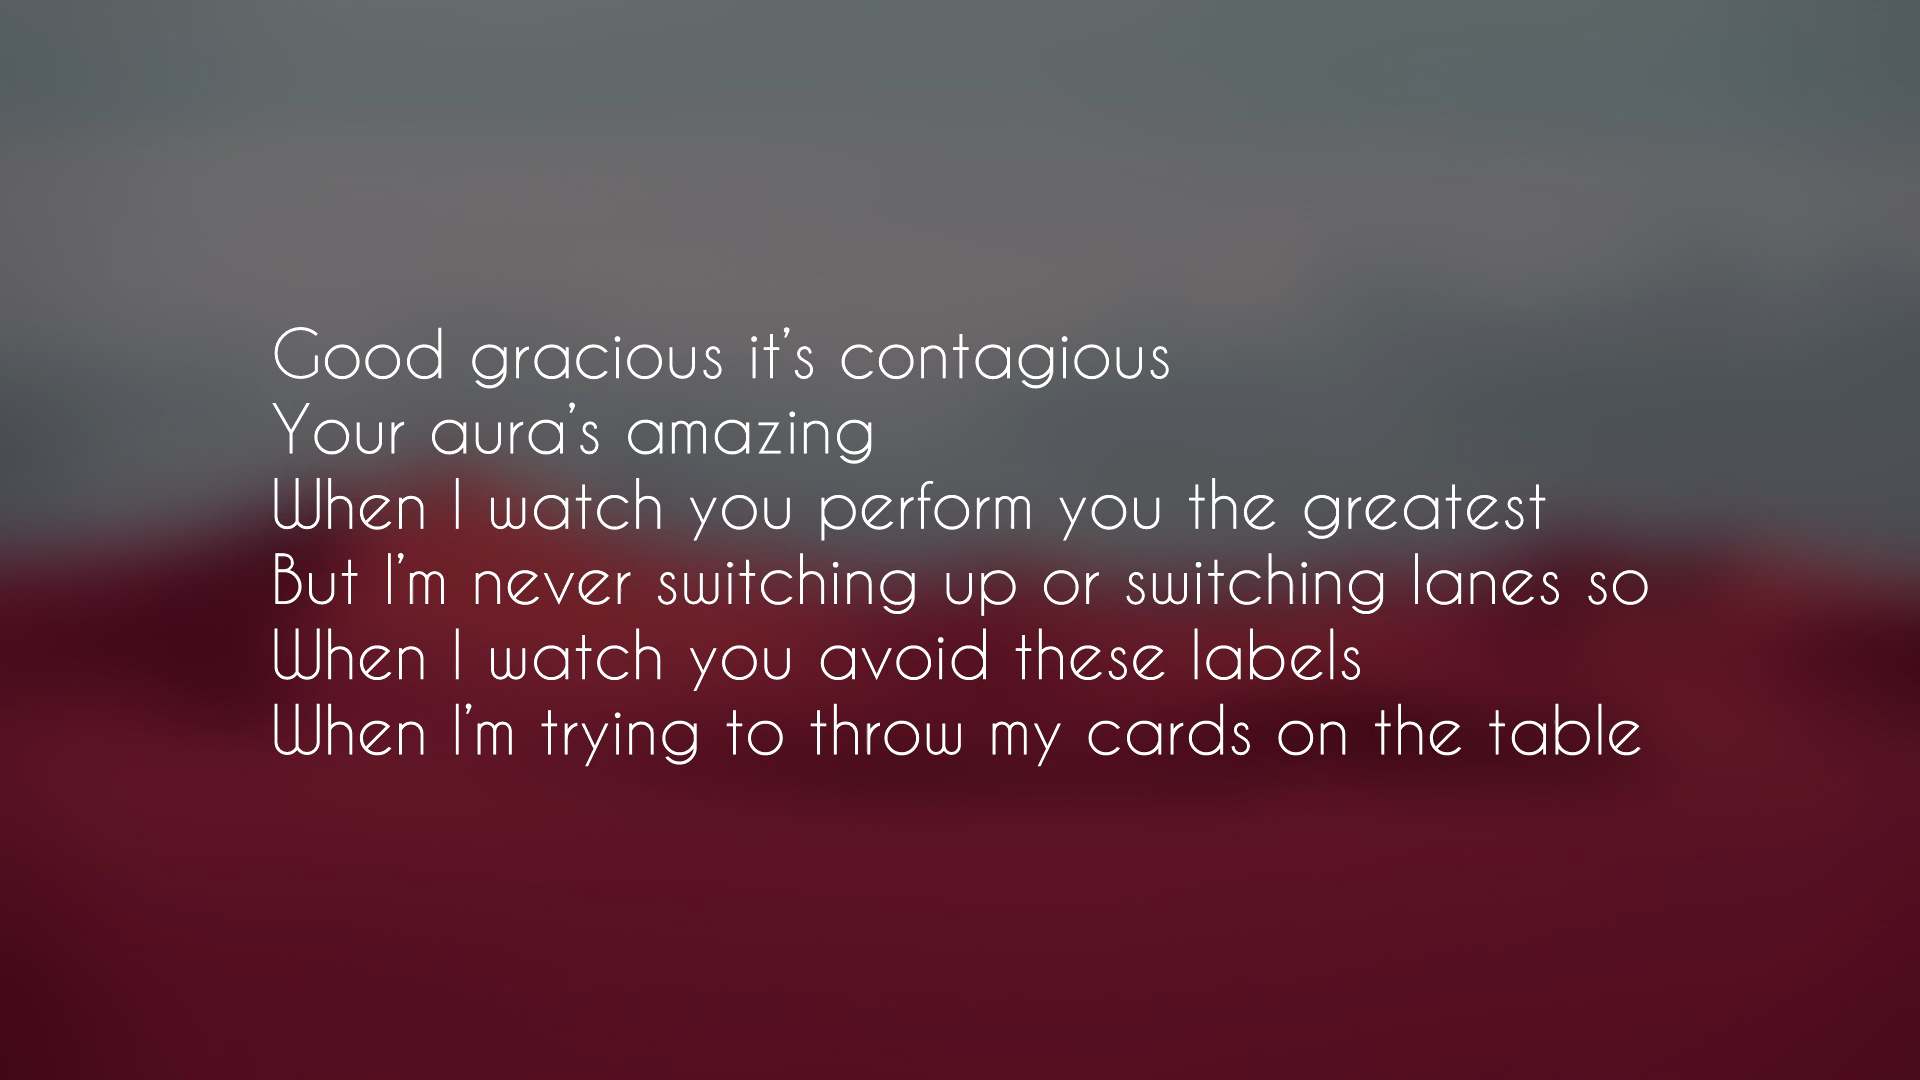 Good gracious it's contagious
Your aura's amazing
When I watch you perform you the greatest
But I'm never switching up or switching lanes so
When I watch you avoid these labels
When I'm trying to throw my cards on the table